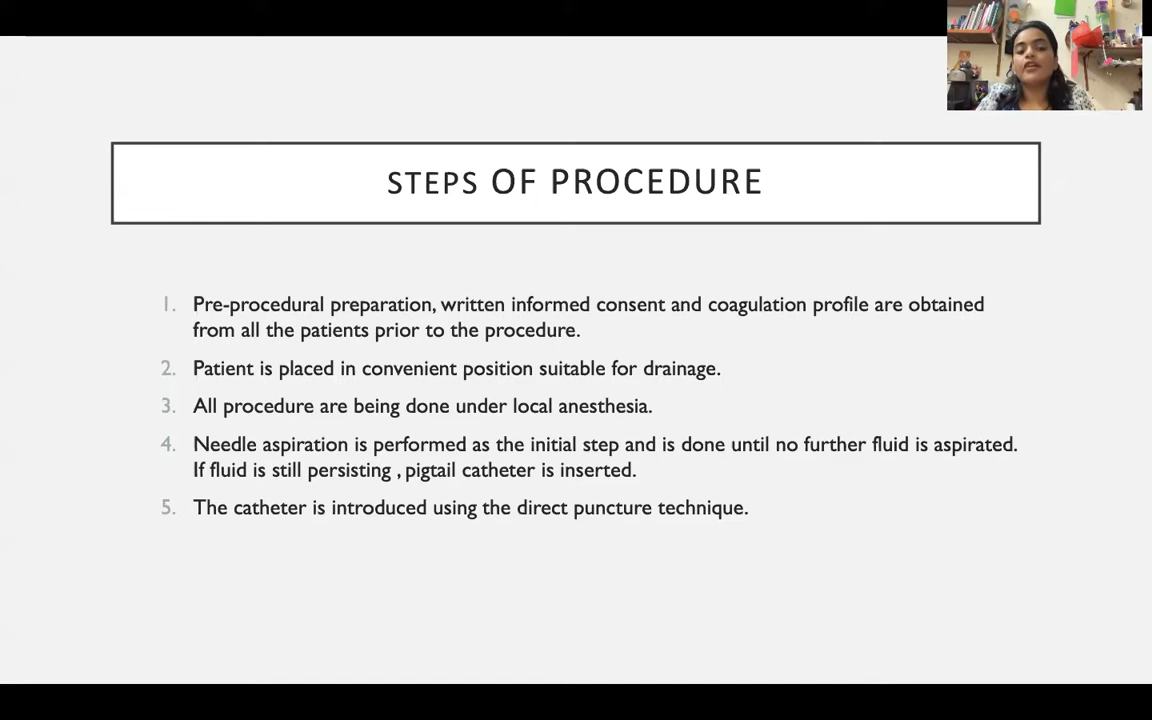 STEPS OF PROCEDURE
1. Pre-procedural preparation, written informed consent and coagulation profile are obtained
from all the patients prior to the procedure.
2. Patient is placed in convenient position suitable for drainage.
3. All procedure are being done under local anesthesia.
4. Needle aspiration is performed as the initial step and is done until no further fluid is aspirated.
If fluid is still persisting , pigtail catheter is inserted.
5. The catheter is introduced using the direct puncture technique.